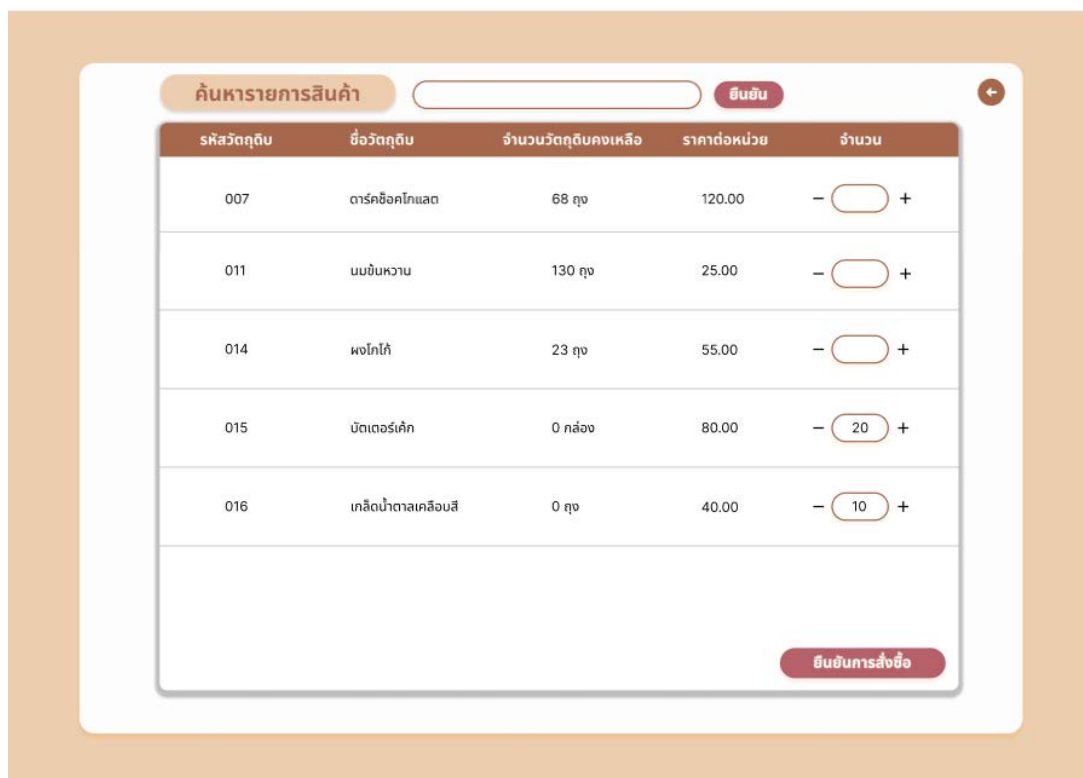 ค้นหารายการสินค้า ยืนยัน
รหัสวัตถุดิบ ชื่อวัตถุดิบ จำนวนวัตถุดิบคงเหลือ ราคาต่อหน่วย จำนวน
007 ดาร์คช็อคโกแลต 68 ถุง 120.00 − +
011 นมข้นหวาน 130 ถุง 25.00 − +
014 ผงโกโก้ 23 ถุง 55.00 − +
015 บัตเตอร์เค้ก 0 กล่อง 80.00 − 20 +
016 เกล็ดน้ำตาลเคลือบสี 0 ถุง 40.00 − 10 +
ยืนยันการสั่งซื้อ